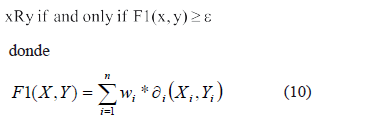 xRy if and only if F1(x, y) ≥ ε
donde
F1(X,Y) = ∑_{i=1}^{n} w_i * ∂_i(X_i,Y_i) (10)